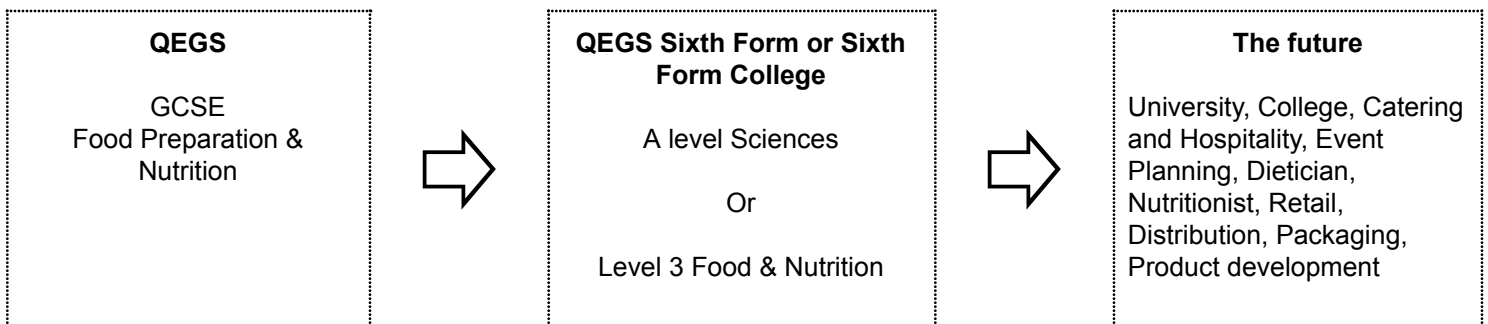 QEGS
GCSE
Food Preparation &
Nutrition
QEGS Sixth Form or Sixth
Form College
A level Sciences
Or
Level 3 Food & Nutrition
The future
University, College, Catering
and Hospitality, Event
Planning, Dietician,
Nutritionist, Retail,
Distribution, Packaging,
Product development